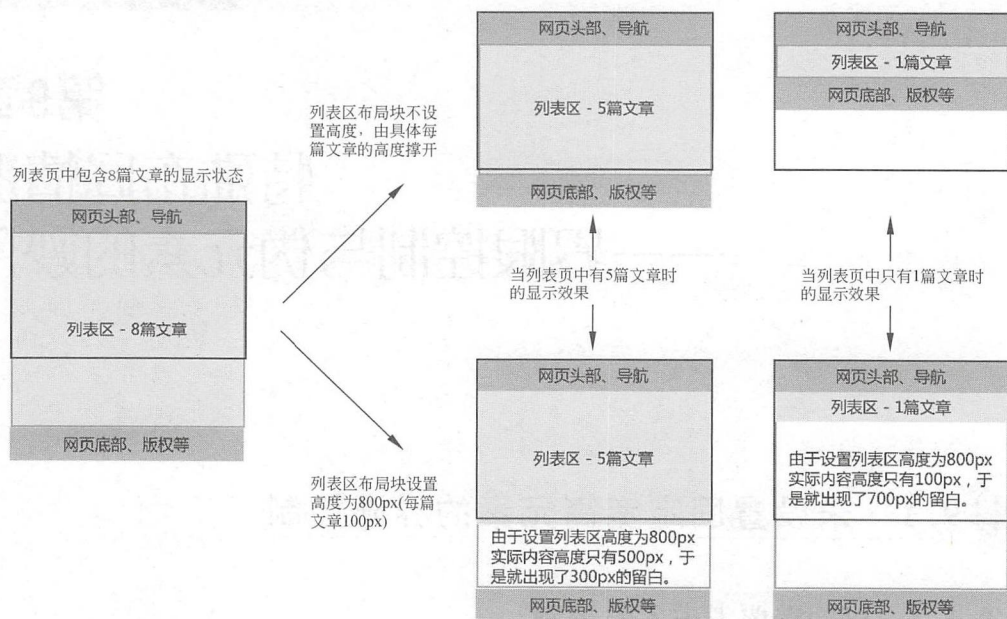 列表页中包含8篇文章的显示状态
网页头部、导航
列表区 - 8篇文章
网页底部、版权等
列表区布局块不设
置高度，由具体每
篇文章的高度撑开
列表区布局块设置
高度为800px(每篇
文章100px)
网页头部、导航
列表区 - 5篇文章
网页底部、版权等
当列表页中有5篇文章时
的显示效果
网页头部、导航
列表区 - 5篇文章
由于设置列表区高度为800px
实际内容高度只有500px，于
是就出现了300px的留白。
网页底部、版权等
网页头部、导航
列表区 - 1篇文章
网页底部、版权等
当列表页中只有1篇文章时
的显示效果
网页头部、导航
列表区 - 1篇文章
由于设置列表区高度为800px
实际内容高度只有100px，于
是就出现了700px的留白。
网页底部、版权等